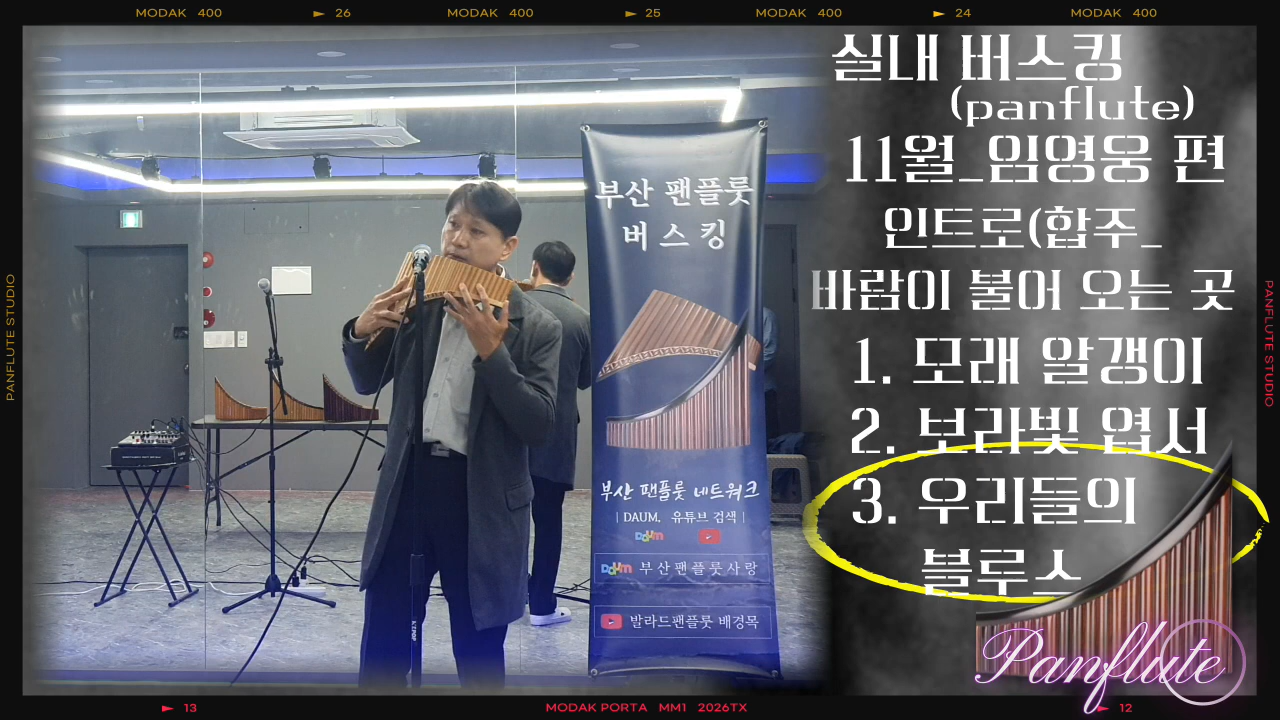 MODAK 400
26
MODAK 400
25
MODAK 400
24
MODAK 400
PANFLUTE STUDIO
부산 팬플룻
버스킹
부산 팬플룻 네트워크
| DAUM, 유튜브 검색 |
Daum
Daum 부산팬플룻사랑
발라드팬플룻 배경목
실내 버스킹
(panflute)
11월_임영웅 편
인트로(합주_
바람이 불어 오는 곳
1. 모래 알갱이
2. 보라빛 엽서
3. 우리들의
블루스
Panflute
PANFLUTE STUDIO
13
MODAK PORTA MM1 2026TX
12